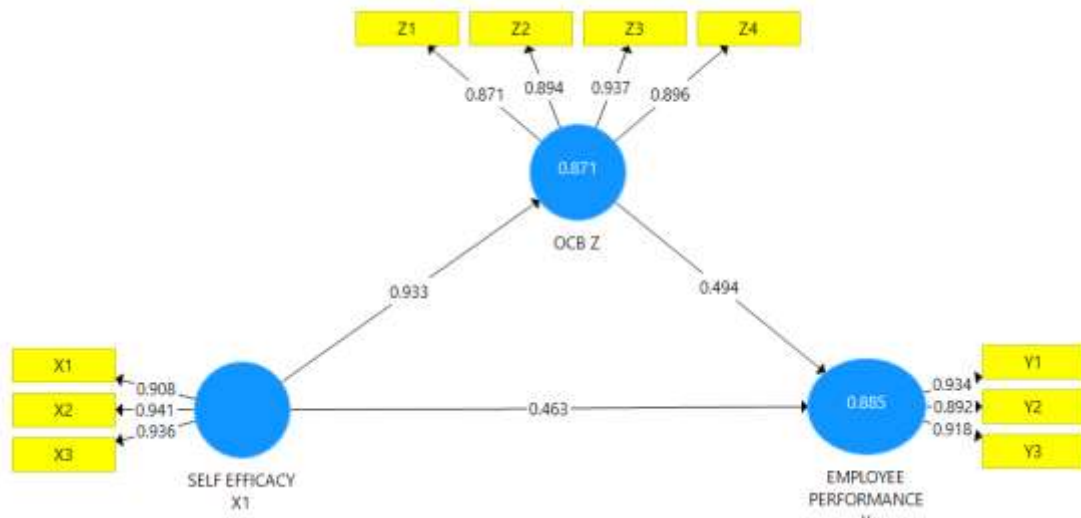 Z1
Z2
Z3
Z4
0.871
0.894
0.937
0.896
0.871
OCB Z
0.933
0.494
X1
X2
X3
0.908
0.941
0.936
SELF EFFICACY
X1
0.463
0.885
EMPLOYEE
PERFORMANCE
0.934
0.892
0.918
Y1
Y2
Y3